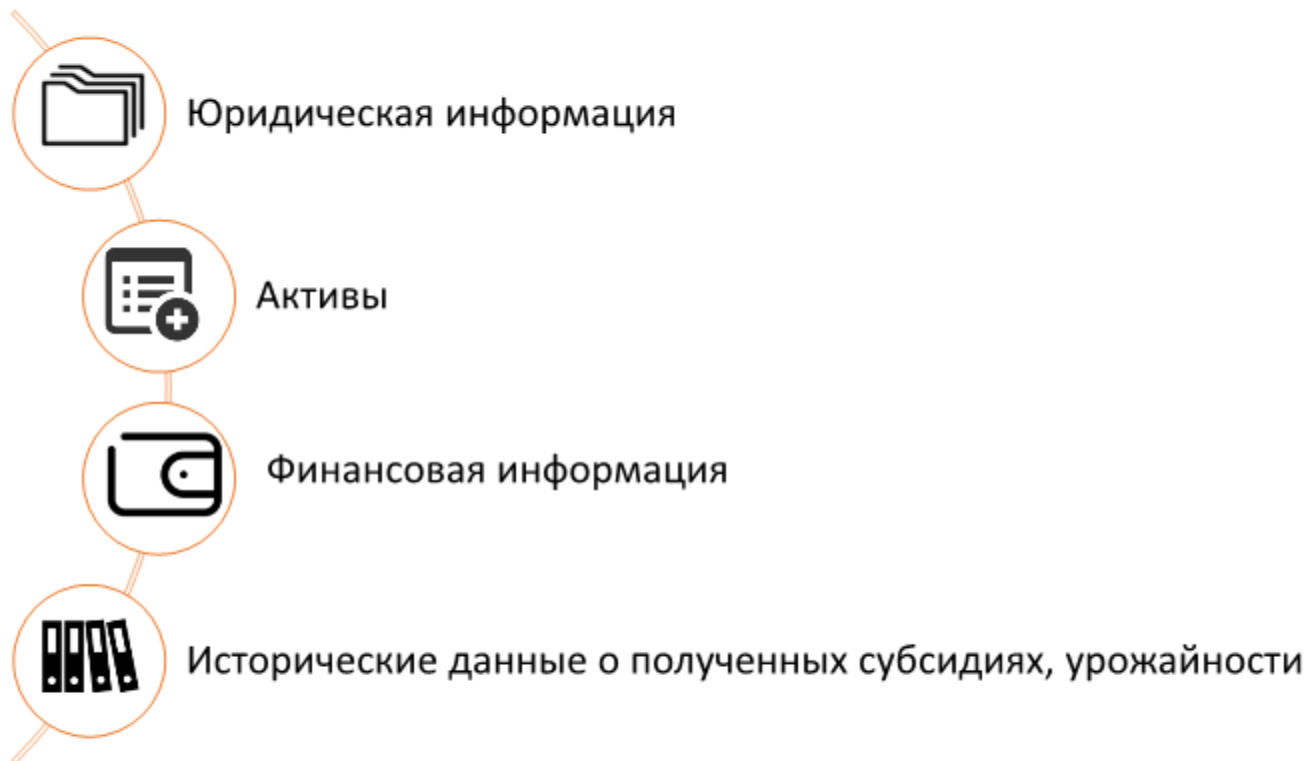 Юридическая информация
Активы
Финансовая информация
Исторические данные о полученных субсидиях, урожайности